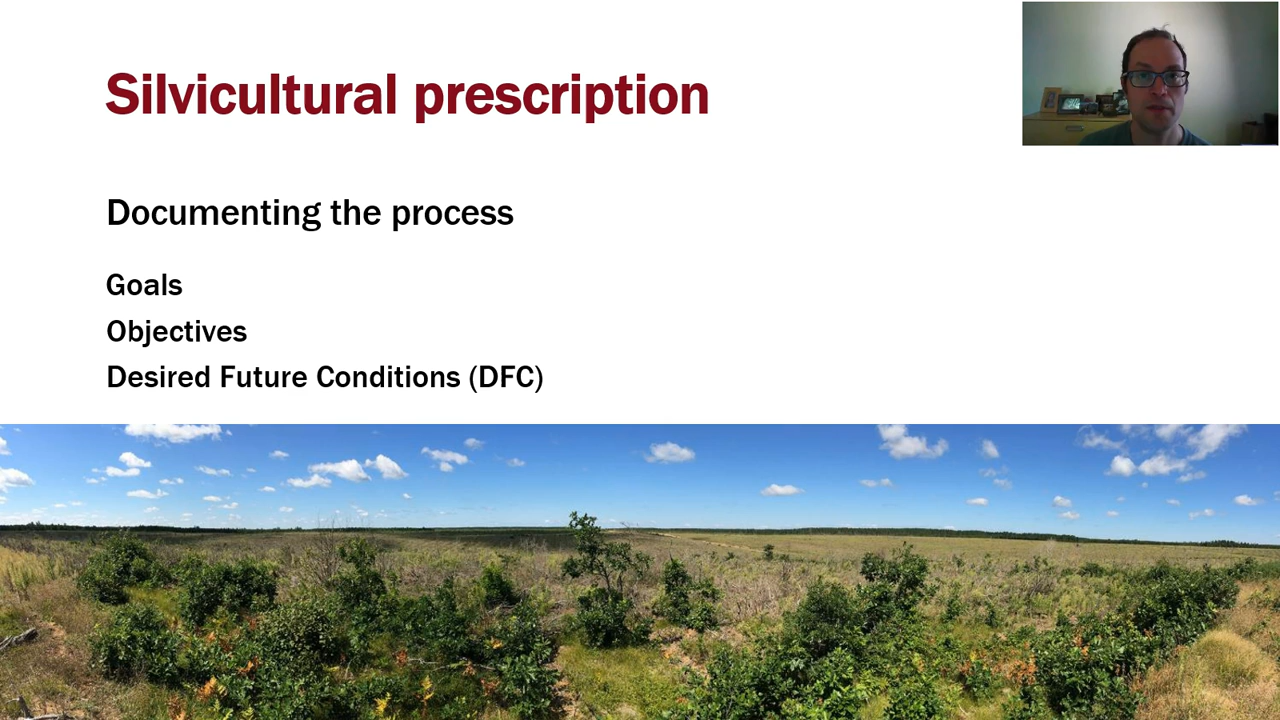 Silvicultural prescription
Documenting the process
Goals
Objectives
Desired Future Conditions (DFC)